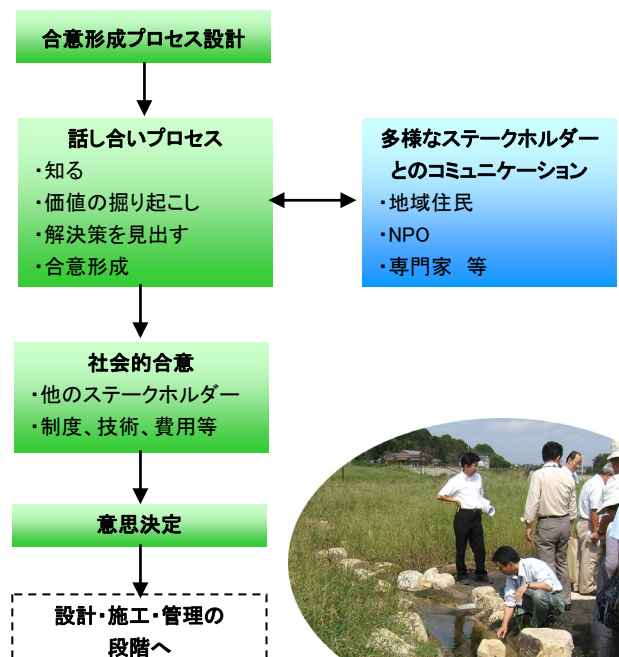 合意形成プロセス設計
話し合いプロセス
・知る
・価値の掘り起こし
・解決策を見出す
・合意形成
多様なステークホルダー
とのコミュニケーション
・地域住民
・NPO
・専門家　等
社会的合意
・他のステークホルダー
・制度、技術、費用等
意思決定
設計・施工・管理の
段階へ